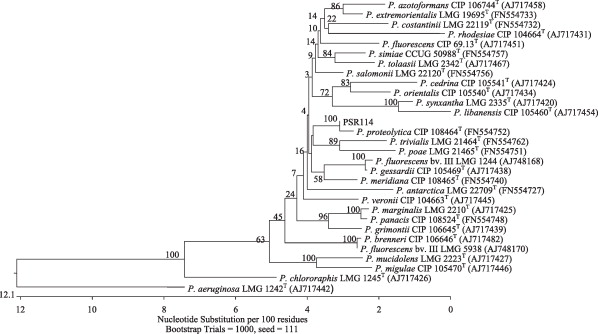 86 P. azotoformans CIP 106744T (AJ717458)
14 P. extremorientalis LMG 19695T (FN554733)
22 P. costantinii LMG 22119T (FN554732)
10 P. rhodesiae CIP 104664T (AJ717431)
14 P. fluorescens CIP 69.13T (AJ717451)
84 P. simiae CCUG 50988T (FN554757)
9 P. tolaasii LMG 2342T (AJ717467)
P. salomonii LMG 22120T (FN554756)
3 83 P. cedrina CIP 105541T (AJ717424)
72 P. orientalis CIP 105540T (AJ717434)
100 P. synxantha LMG 2335T (AJ717420)
P. libanensis CIP 105460T (AJ717454)
4
100 PSR114
P. proteolytica CIP 108464T (FN554752)
89 P. trivialis LMG 21464T (FN554762)
16 P. poae LMG 21465T (FN554751)
P. fluorescens bv. III LMG 1244 (AJ748168)
100 P. gessardii CIP 105469T (AJ717438)
7 58 P. meridiana CIP 108465T (FN554740)
P. antarctica LMG 22709T (FN554727)
24 P. veronii CIP 104663T (AJ717445)
100 P. marginalis LMG 2210T (AJ717425)
45 96 P. panacis CIP 108524T (FN554748)
P. grimontii CIP 106645T (AJ717439)
63 100 P. brenneri CIP 106646T (AJ717482)
P. fluorescens bv. III LMG 5938 (AJ748170)
100 100 P. mucidolens LMG 2223T (AJ717427)
P. migulae CIP 105470T (AJ717446)
P. chlororaphis LMG 1245T (AJ717426)
P. aeruginosa LMG 1242T (AJ717442)
12.1
12 10 8 6 4 2 0
Nucleotide Substitution per 100 residues
Bootstrap Trials = 1000, seed = 111